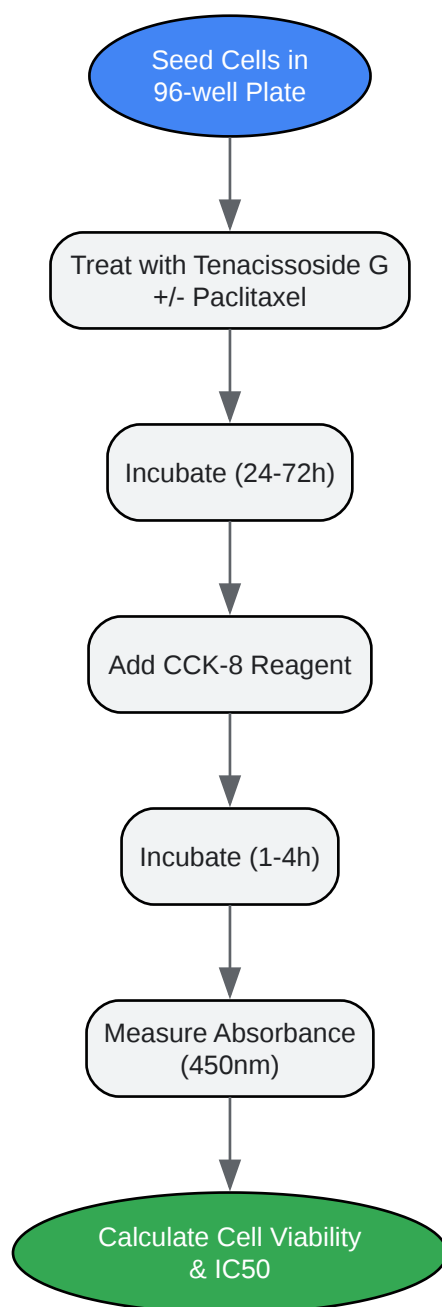 Seed Cells in
96-well Plate
Treat with Tenacissoside G
+/- Paclitaxel
Incubate (24-72h)
Add CCK-8 Reagent
Incubate (1-4h)
Measure Absorbance
(450nm)
Calculate Cell Viability
& IC50